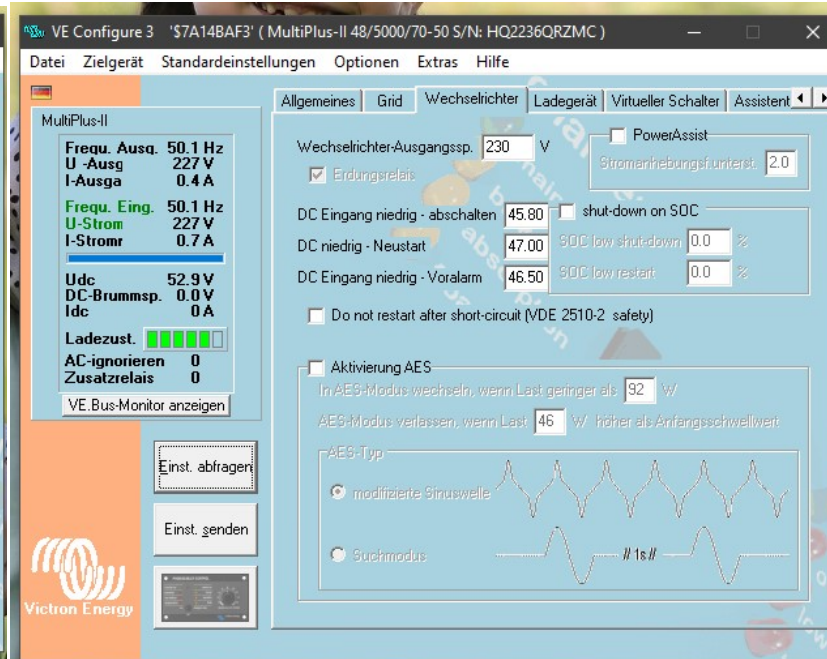 VE Configure 3 '$7A14BAF3' ( MultiPlus-II 48/5000/70-50 S/N: HQ2236QRZMC )
Datei Zielgerät Standardeinstellungen Optionen Extras Hilfe
MultiPlus-II
Frequ. Ausg. 50.1 Hz
U -Ausg 227 V
I-Ausga 0.4 A
Frequ. Eing. 50.1 Hz
U-Strom 227 V
I-Stromr 0.7 A
Udc 52.9 V
DC-Brummsp. 0.0 V
Idc 0 A
Ladezust.
AC-ignorieren 0
Zusatzrelais 0
VE.Bus-Monitor anzeigen
Einst. abfragen
Einst. senden
Victron Energy
Allgemeines Grid Wechselrichter Ladegerät Virtueller Schalter Assistent
Wechselrichter-Ausgangssp. 230 V
Erdungsrelais
PowerAssist
Stromanhebungsf.unterst. 2.0
DC Eingang niedrig - abschalten 45.80
DC niedrig - Neustart 47.00
DC Eingang niedrig - Voralarm 46.50
shut-down on SOC
SOC low shut-down 0.0 %
SOC low restart 0.0 %
Do not restart after short-circuit (VDE 2510-2 safety)
Aktivierung AES
In AES-Modus wechseln, wenn Last geringer als 92 W
AES-Modus verlassen, wenn Last 46 W höher als Anfangsschwellwert
AES-Typ
modifizierte Sinuswelle
Suchmodus
// 1s //